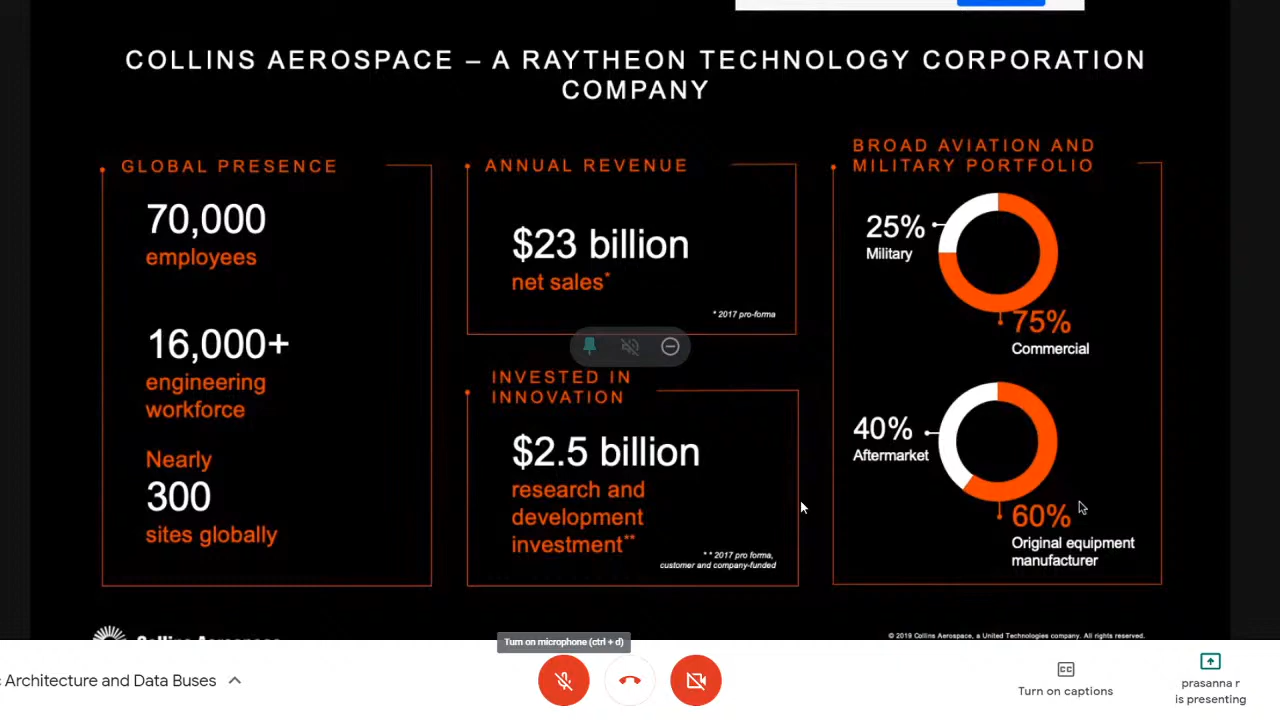 COLLINS AEROSPACE – A RAYTHEON TECHNOLOGY CORPORATION
COMPANY
GLOBAL PRESENCE
70,000
employees
16,000+
engineering
workforce
Nearly
300
sites globally
ANNUAL REVENUE
$23 billion
net sales*
* 2017 pro-forma
INVESTED IN
INNOVATION
$2.5 billion
research and
development
investment**
** 2017 pro forma,
customer and company-funded
BROAD AVIATION AND
MILITARY PORTFOLIO
25%
Military
75%
Commercial
40%
Aftermarket
60%
Original equipment
manufacturer
Collins Aerospace
© 2019 Collins Aerospace, a United Technologies company. All rights reserved.
Turn on microphone (ctrl + d)
Architecture and Data Buses
CC
Turn on captions
prasanna r
is presenting